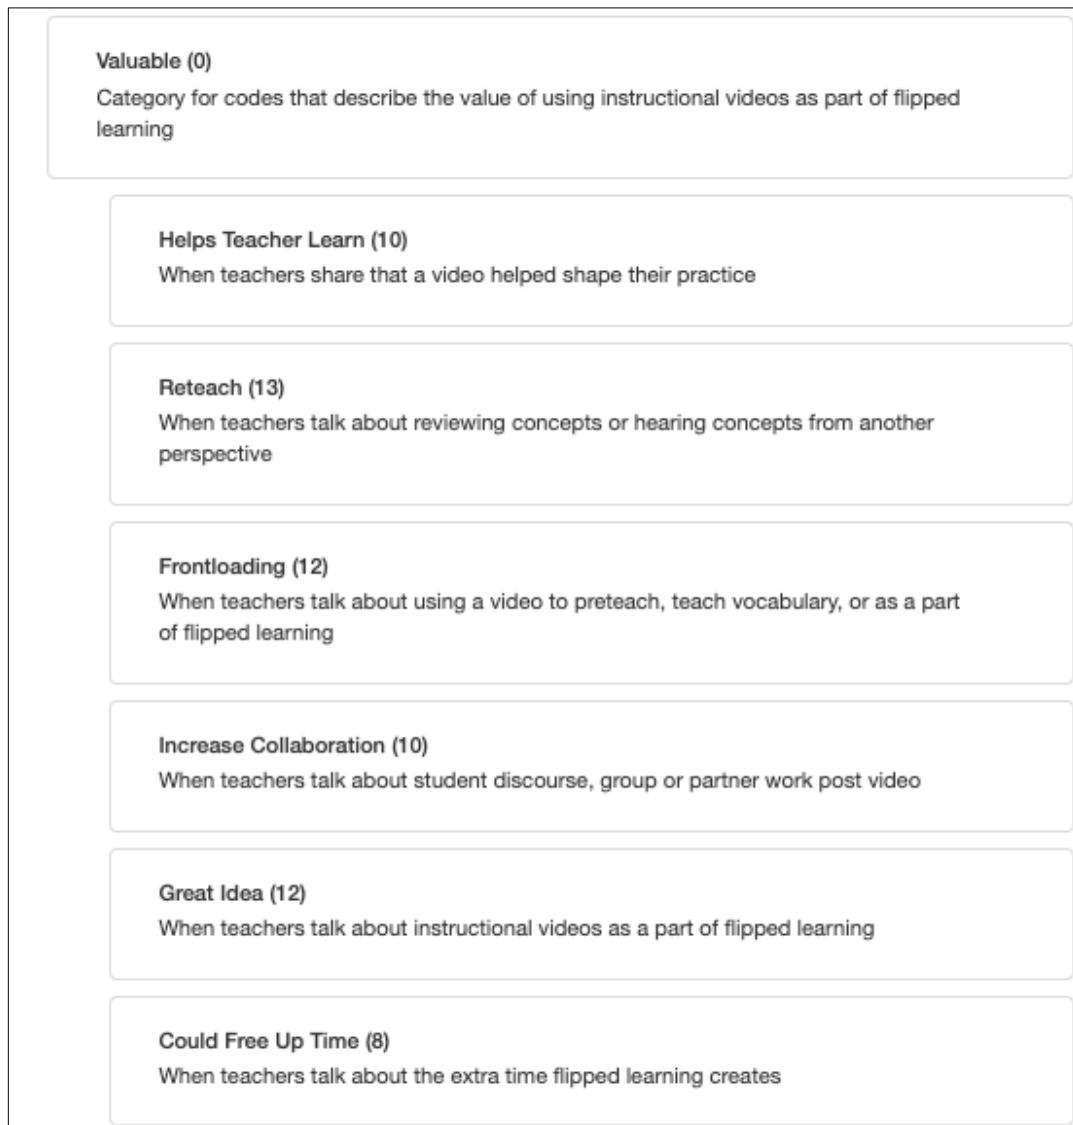 Valuable (0)
Category for codes that describe the value of using instructional videos as part of flipped
learning
Helps Teacher Learn (10)
When teachers share that a video helped shape their practice
Reteach (13)
When teachers talk about reviewing concepts or hearing concepts from another
perspective
Frontloading (12)
When teachers talk about using a video to preteach, teach vocabulary, or as a part
of flipped learning
Increase Collaboration (10)
When teachers talk about student discourse, group or partner work post video
Great Idea (12)
When teachers talk about instructional videos as a part of flipped learning
Could Free Up Time (8)
When teachers talk about the extra time flipped learning creates